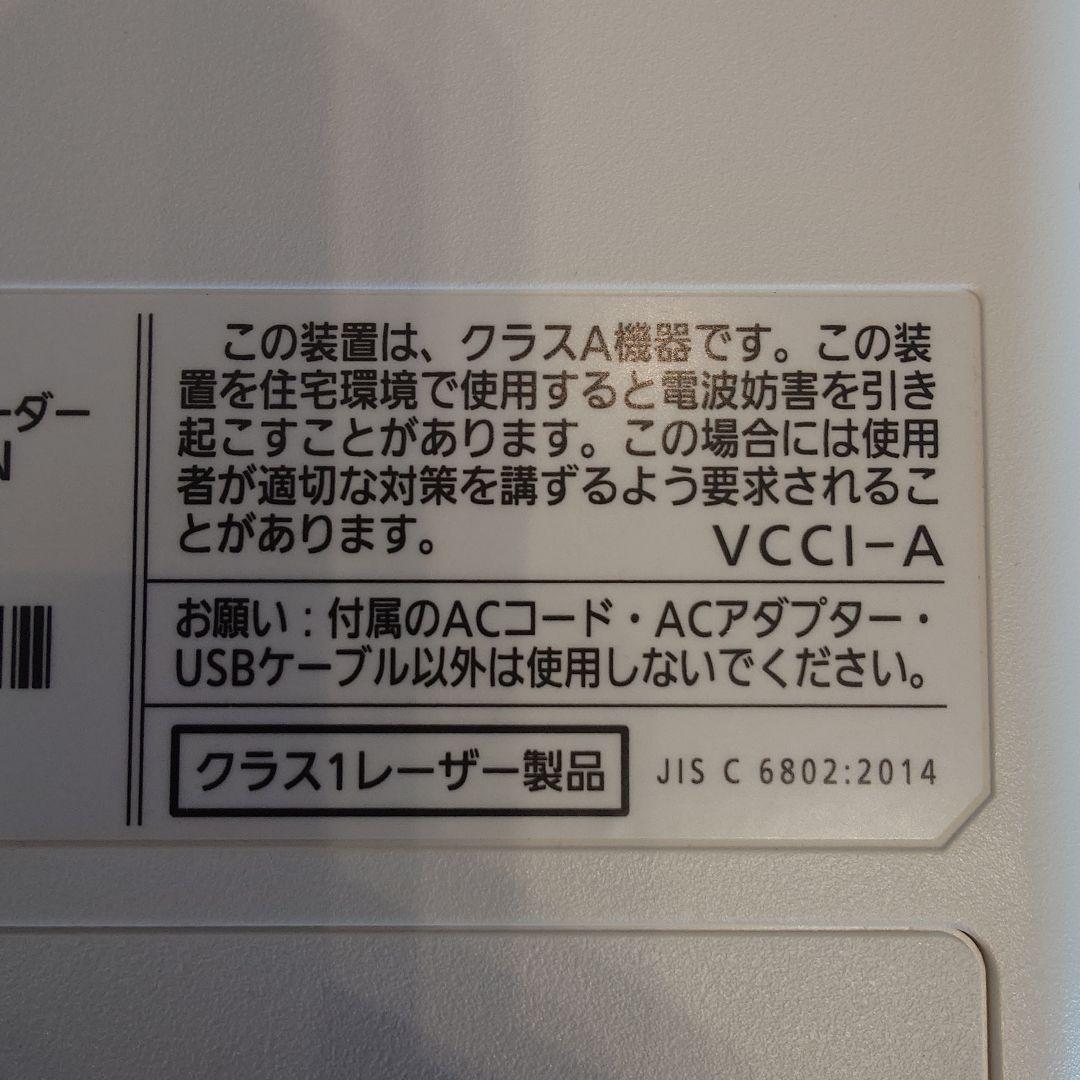 ーダー
N
この装置は、クラスA機器です。この装
置を住宅環境で使用すると電波妨害を引き
起こすことがあります。この場合には使用
者が適切な対策を講ずるよう要求されるこ
とがあります。 VCCI-A
お願い：付属のACコード・ACアダプター・
USBケーブル以外は使用しないでください。
クラス1レーザー製品 JIS C 6802:2014